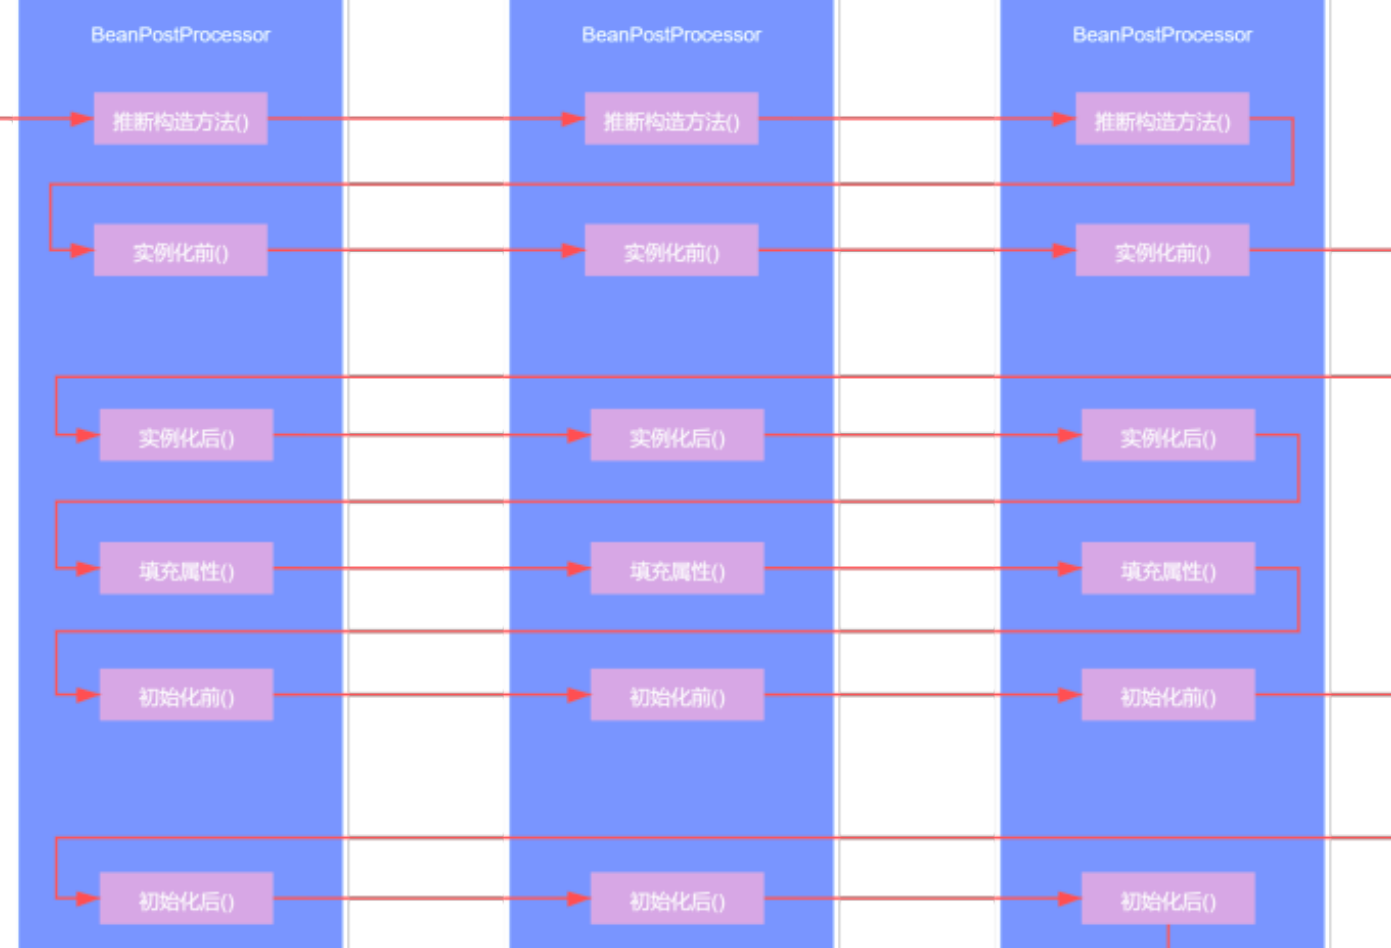 BeanPostProcessor
BeanPostProcessor
BeanPostProcessor
推断构造方法()
推断构造方法()
推断构造方法()
实例化前()
实例化前()
实例化前()
实例化后()
实例化后()
实例化后()
填充属性()
填充属性()
填充属性()
初始化前()
初始化前()
初始化前()
初始化后()
初始化后()
初始化后()